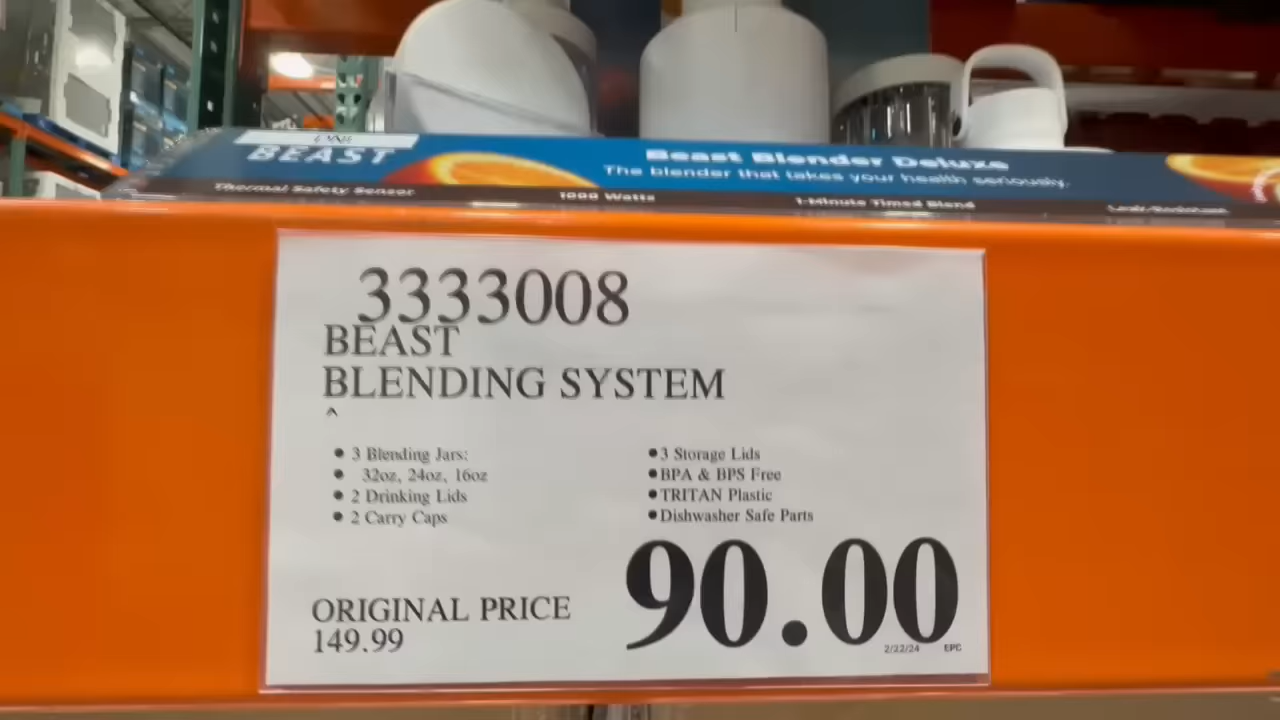 BEAST
Beast Blender Deluxe
The blender that takes your health seriously.
Thermal Safety Sensor
1000 Watts
1-Minute Timed Blend
3333008
BEAST
BLENDING SYSTEM
^
• 3 Blending Jars:
• 32oz, 24oz, 16oz
• 2 Drinking Lids
• 2 Carry Caps
• 3 Storage Lids
• BPA & BPS Free
• TRITAN Plastic
• Dishwasher Safe Parts
90.00
ORIGINAL PRICE
149.99
2/22/24 EPC